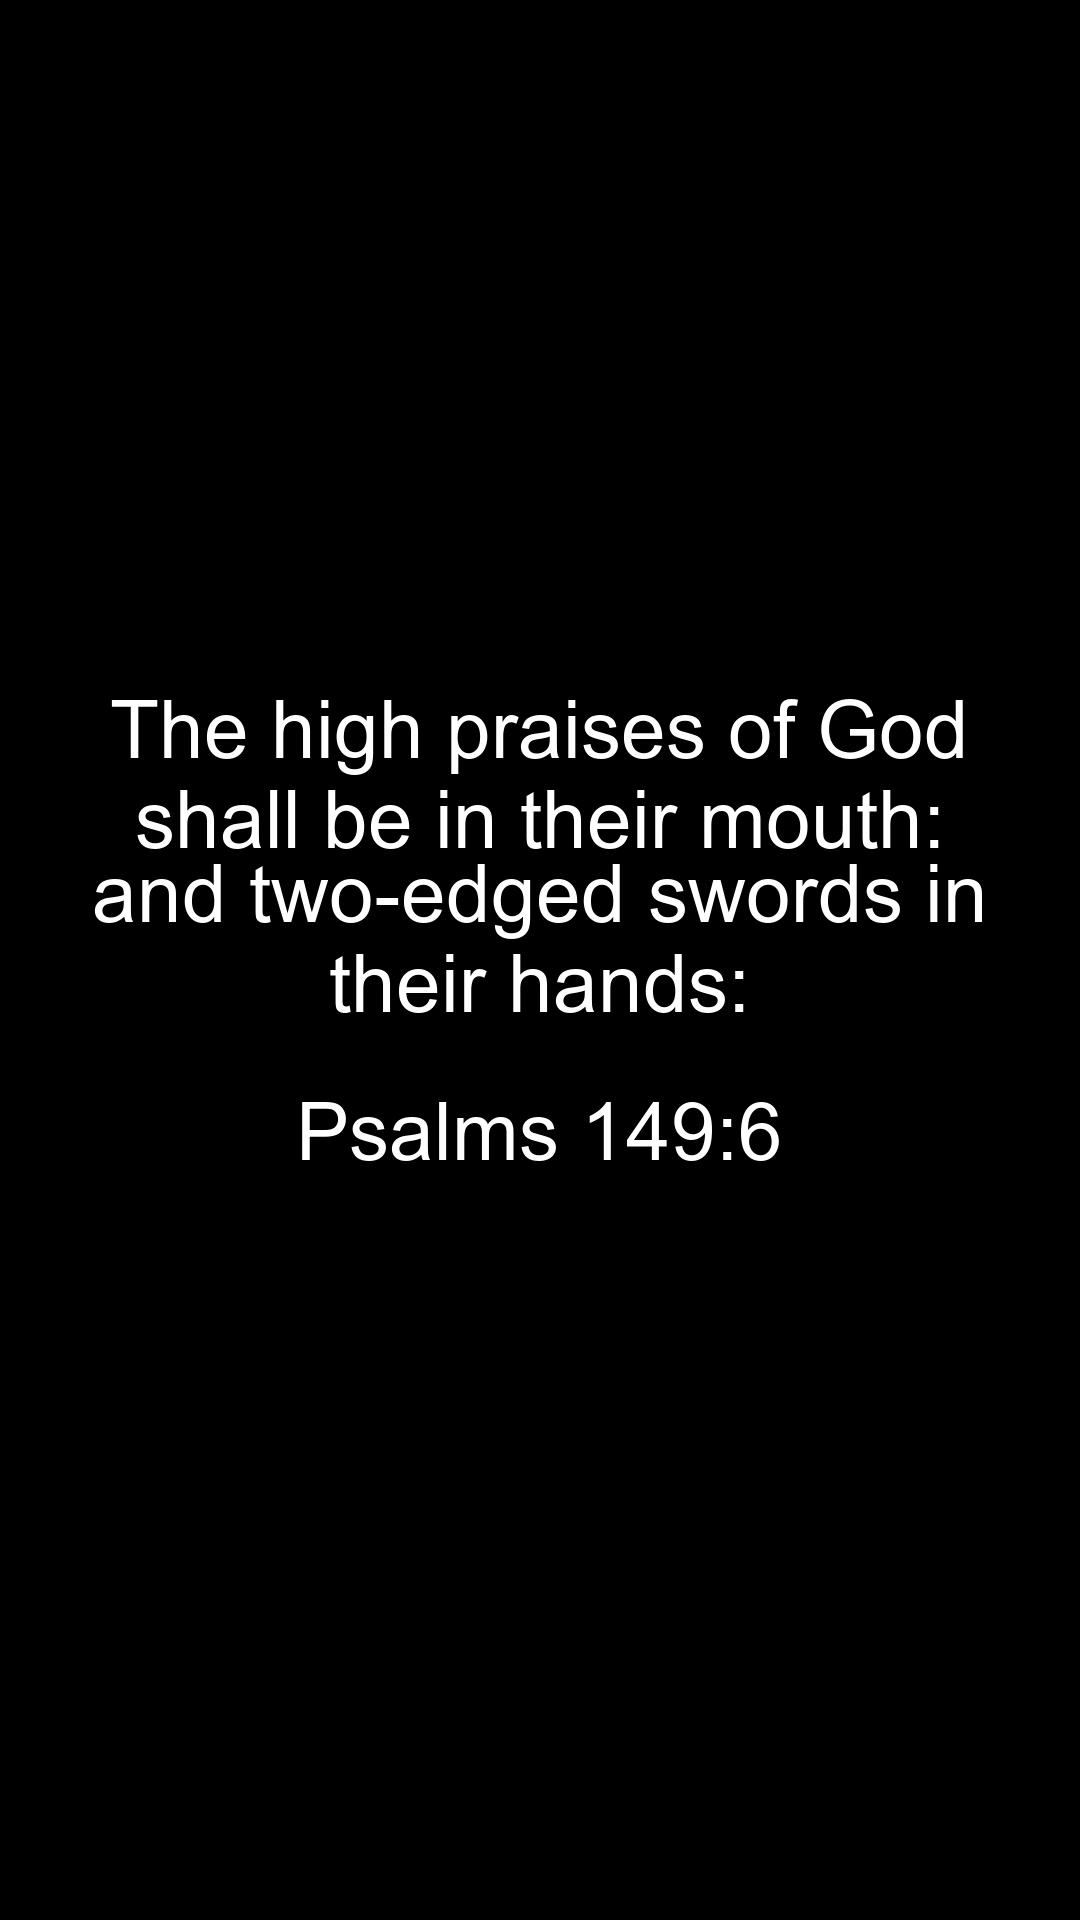 The high praises of God
shall be in their mouth:
and two-edged swords in
their hands:
Psalms 149:6